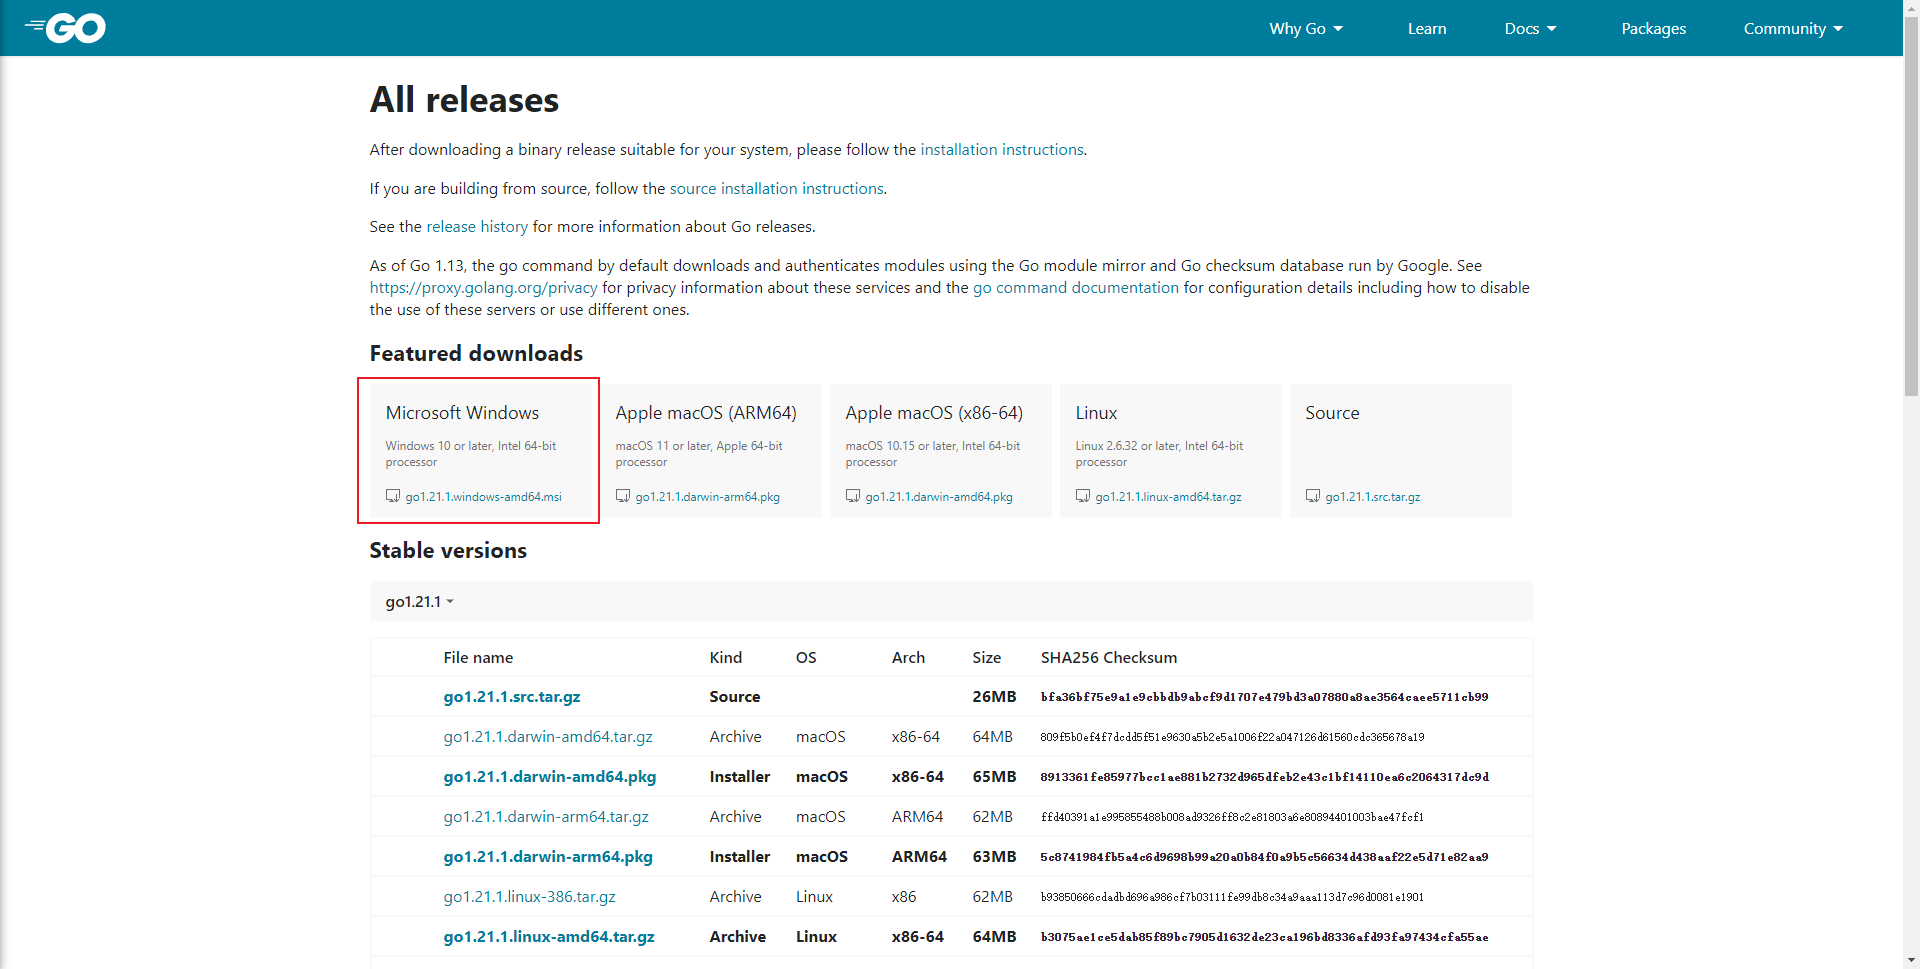 GO
Why Go
Learn
Docs
Packages
Community
All releases
After downloading a binary release suitable for your system, please follow the installation instructions.
If you are building from source, follow the source installation instructions.
See the release history for more information about Go releases.
As of Go 1.13, the go command by default downloads and authenticates modules using the Go module mirror and Go checksum database run by Google. See
https://proxy.golang.org/privacy for privacy information about these services and the go command documentation for configuration details including how to disable
the use of these servers or use different ones.
Featured downloads
Microsoft Windows
Windows 10 or later, Intel 64-bit
processor
go1.21.1.windows-amd64.msi
Apple macOS (ARM64)
macOS 11 or later, Apple 64-bit
processor
go1.21.1.darwin-arm64.pkg
Apple macOS (x86-64)
macOS 10.15 or later, Intel 64-bit
processor
go1.21.1.darwin-amd64.pkg
Linux
Linux 2.6.32 or later, Intel 64-bit
processor
go1.21.1.linux-amd64.tar.gz
Source
go1.21.1.src.tar.gz
Stable versions
go1.21.1
File name Kind OS Arch Size SHA256 Checksum
go1.21.1.src.tar.gz Source 26MB bfa36bf75e9a1e9cbbdb9abcf9d1707e479bd3a07880a8ae3564caee5711cb99
go1.21.1.darwin-amd64.tar.gz Archive macOS x86-64 64MB 809f5b0ef4f7dcdd5f51e9630a5b2e5a1006f22a047126d61560cdc365678a19
go1.21.1.darwin-amd64.pkg Installer macOS x86-64 65MB 8913361fe85977bcc1ae881b2732d965dfeb2e43c1bf14110ea6c2064317dc9d
go1.21.1.darwin-arm64.tar.gz Archive macOS ARM64 62MB ffd40391a1e995855488b008ad9326ff8c2e81803a6e80894401003bae47fcf1
go1.21.1.darwin-arm64.pkg Installer macOS ARM64 63MB 5c8741984fb5a4c6d9698b99a20a0b84f0a9b5c56634d438aaf22e5d71e82aa9
go1.21.1.linux-386.tar.gz Archive Linux x86 62MB b93850666cdadbd696a986cf7b03111fe99db8c34a9aaa113d7c96d0081e1901
go1.21.1.linux-amd64.tar.gz Archive Linux x86-64 64MB b3075ae1ce5dab85f89bc7905d1632de23ca196bd8336afd93fa97434cfa55ae